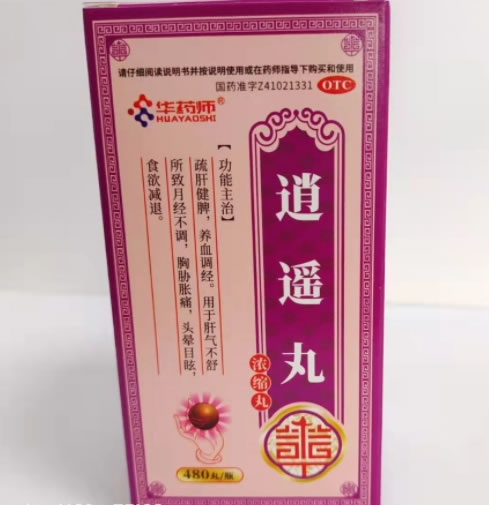 请仔细阅读说明书并按说明使用或在药师指导下购买和使用
国药准字Z41021331 OTC
华药师®
HUAYAOSHI
【功能主治】
疏肝健脾，养血调经。用于肝气不舒
所致月经不调，胸胁胀痛，头晕目眩，
食欲减退。
逍遥丸
浓缩丸
480丸/瓶